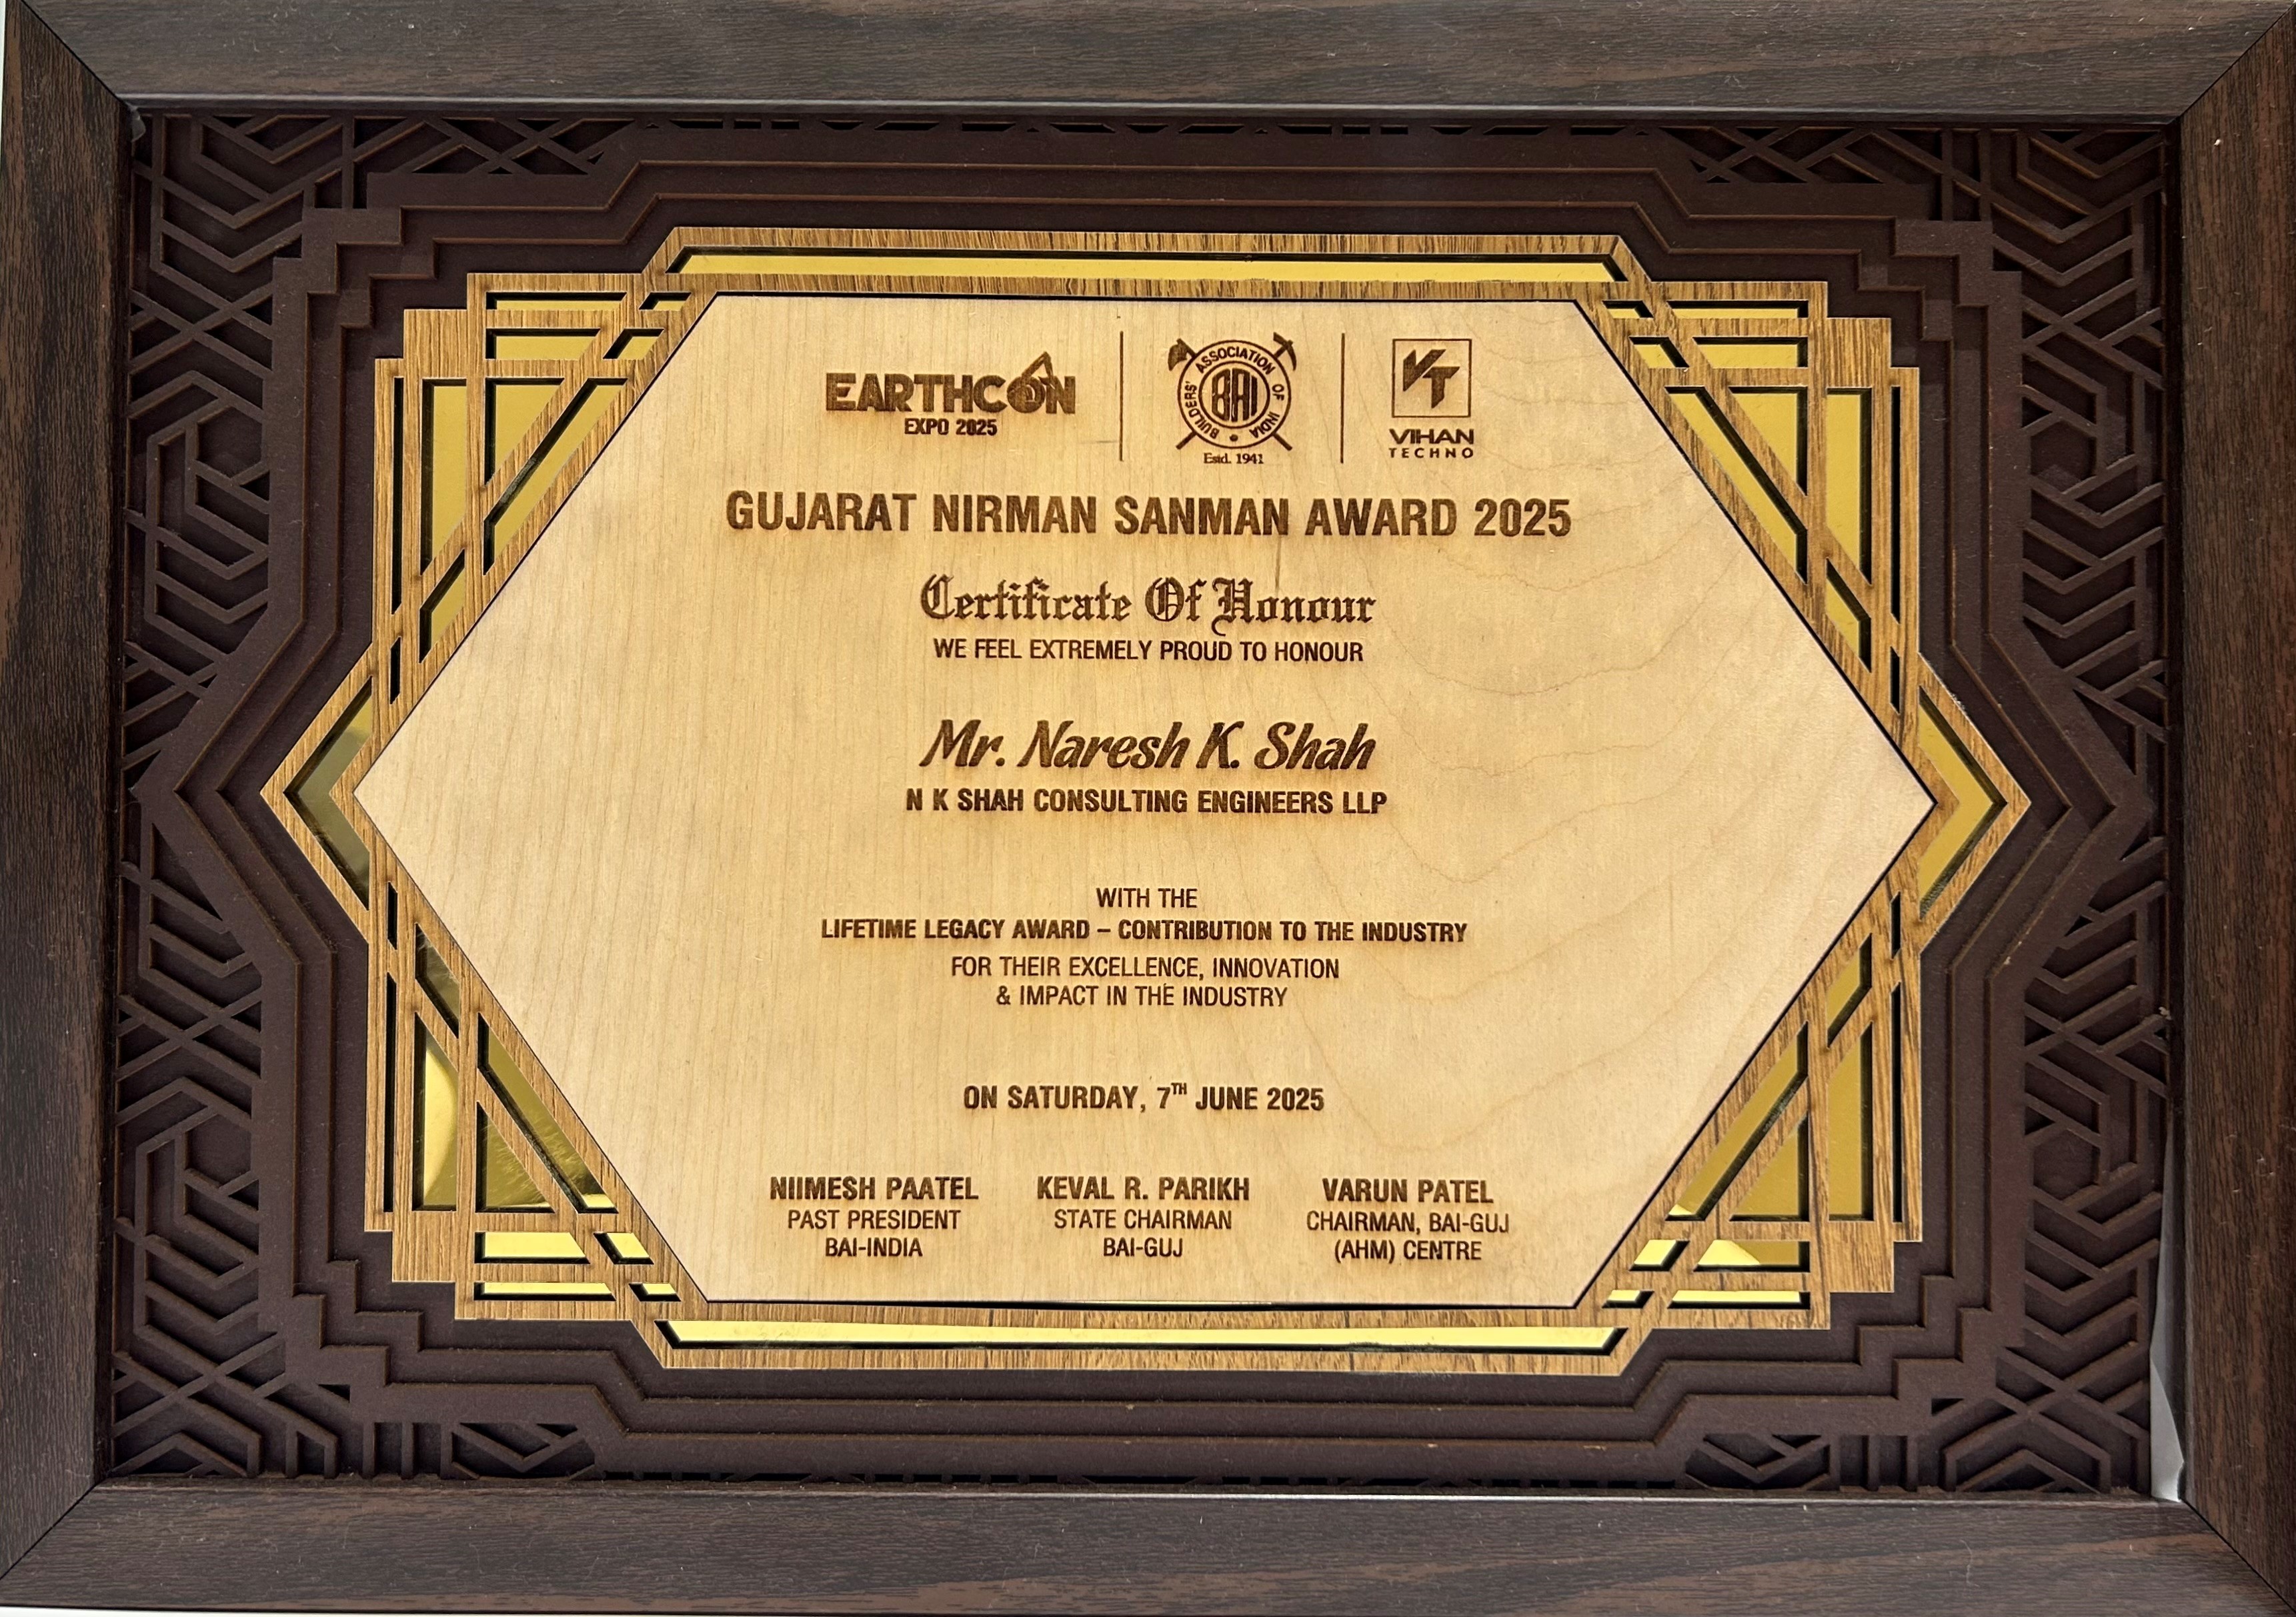 EARTHCON
EXPO 2025
BUILDERS' ASSOCIATION OF INDIA
BAI
Estd. 1941
VT
VIHAN
TECHNO
GUJARAT NIRMAN SANMAN AWARD 2025
Certificate Of Honour
WE FEEL EXTREMELY PROUD TO HONOUR
Mr. Naresh K. Shah
N K SHAH CONSULTING ENGINEERS LLP
WITH THE
LIFETIME LEGACY AWARD – CONTRIBUTION TO THE INDUSTRY
FOR THEIR EXCELLENCE, INNOVATION
& IMPACT IN THE INDUSTRY
ON SATURDAY, 7TH JUNE 2025
NIIMESH PAATEL
PAST PRESIDENT
BAI-INDIA
KEVAL R. PARIKH
STATE CHAIRMAN
BAI-GUJ
VARUN PATEL
CHAIRMAN, BAI-GUJ
(AHM) CENTRE